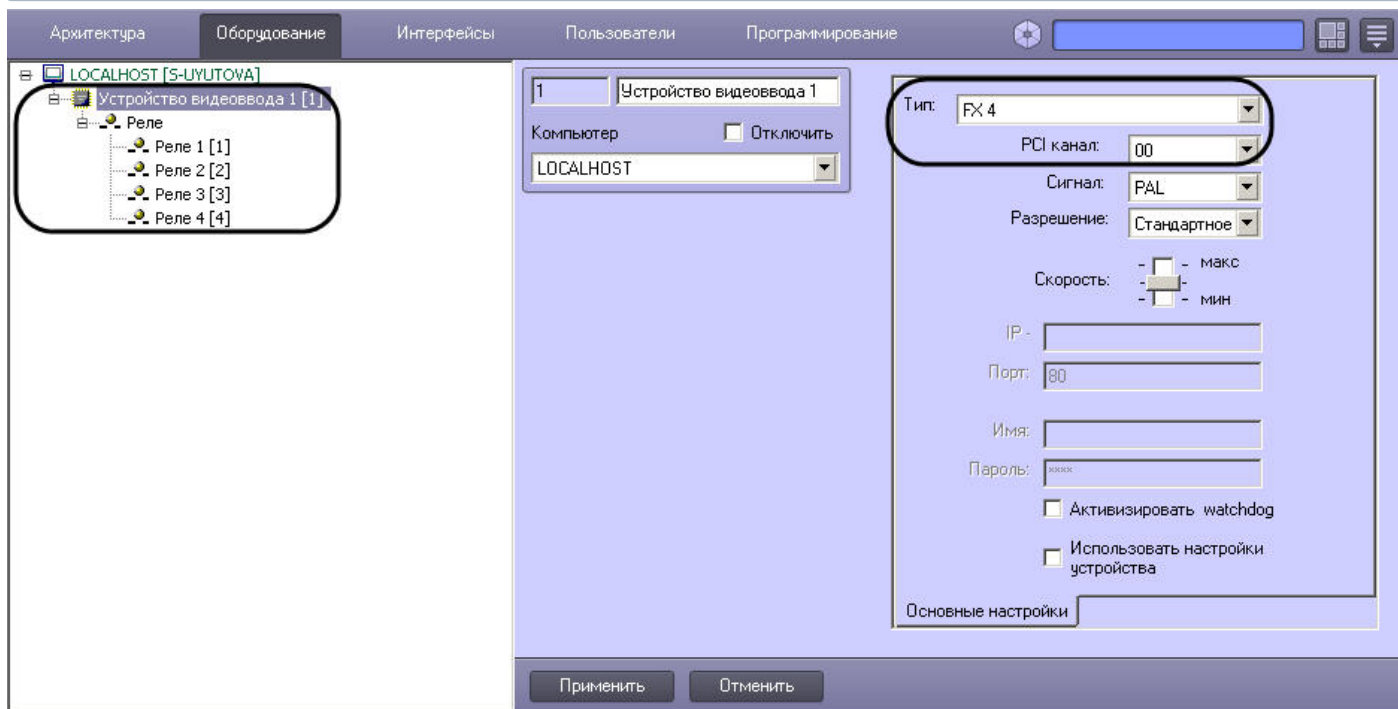 Архитектура Оборудование Интерфейсы Пользователи Программирование
LOCALHOST [S-UYUTOVA]
Устройство видеоввода 1 [1]
Реле
Реле 1 [1]
Реле 2 [2]
Реле 3 [3]
Реле 4 [4]
1 Устройство видеоввода 1
Компьютер Отключить
LOCALHOST
Тип: FX 4
PCI канал: 00
Сигнал: PAL
Разрешение: Стандартное
Скорость: - - макс
- -
- - мин
IP -
Порт: 80
Имя:
Пароль: ××××
Активизировать watchdog
Использовать настройки
устройства
Основные настройки
Применить Отменить